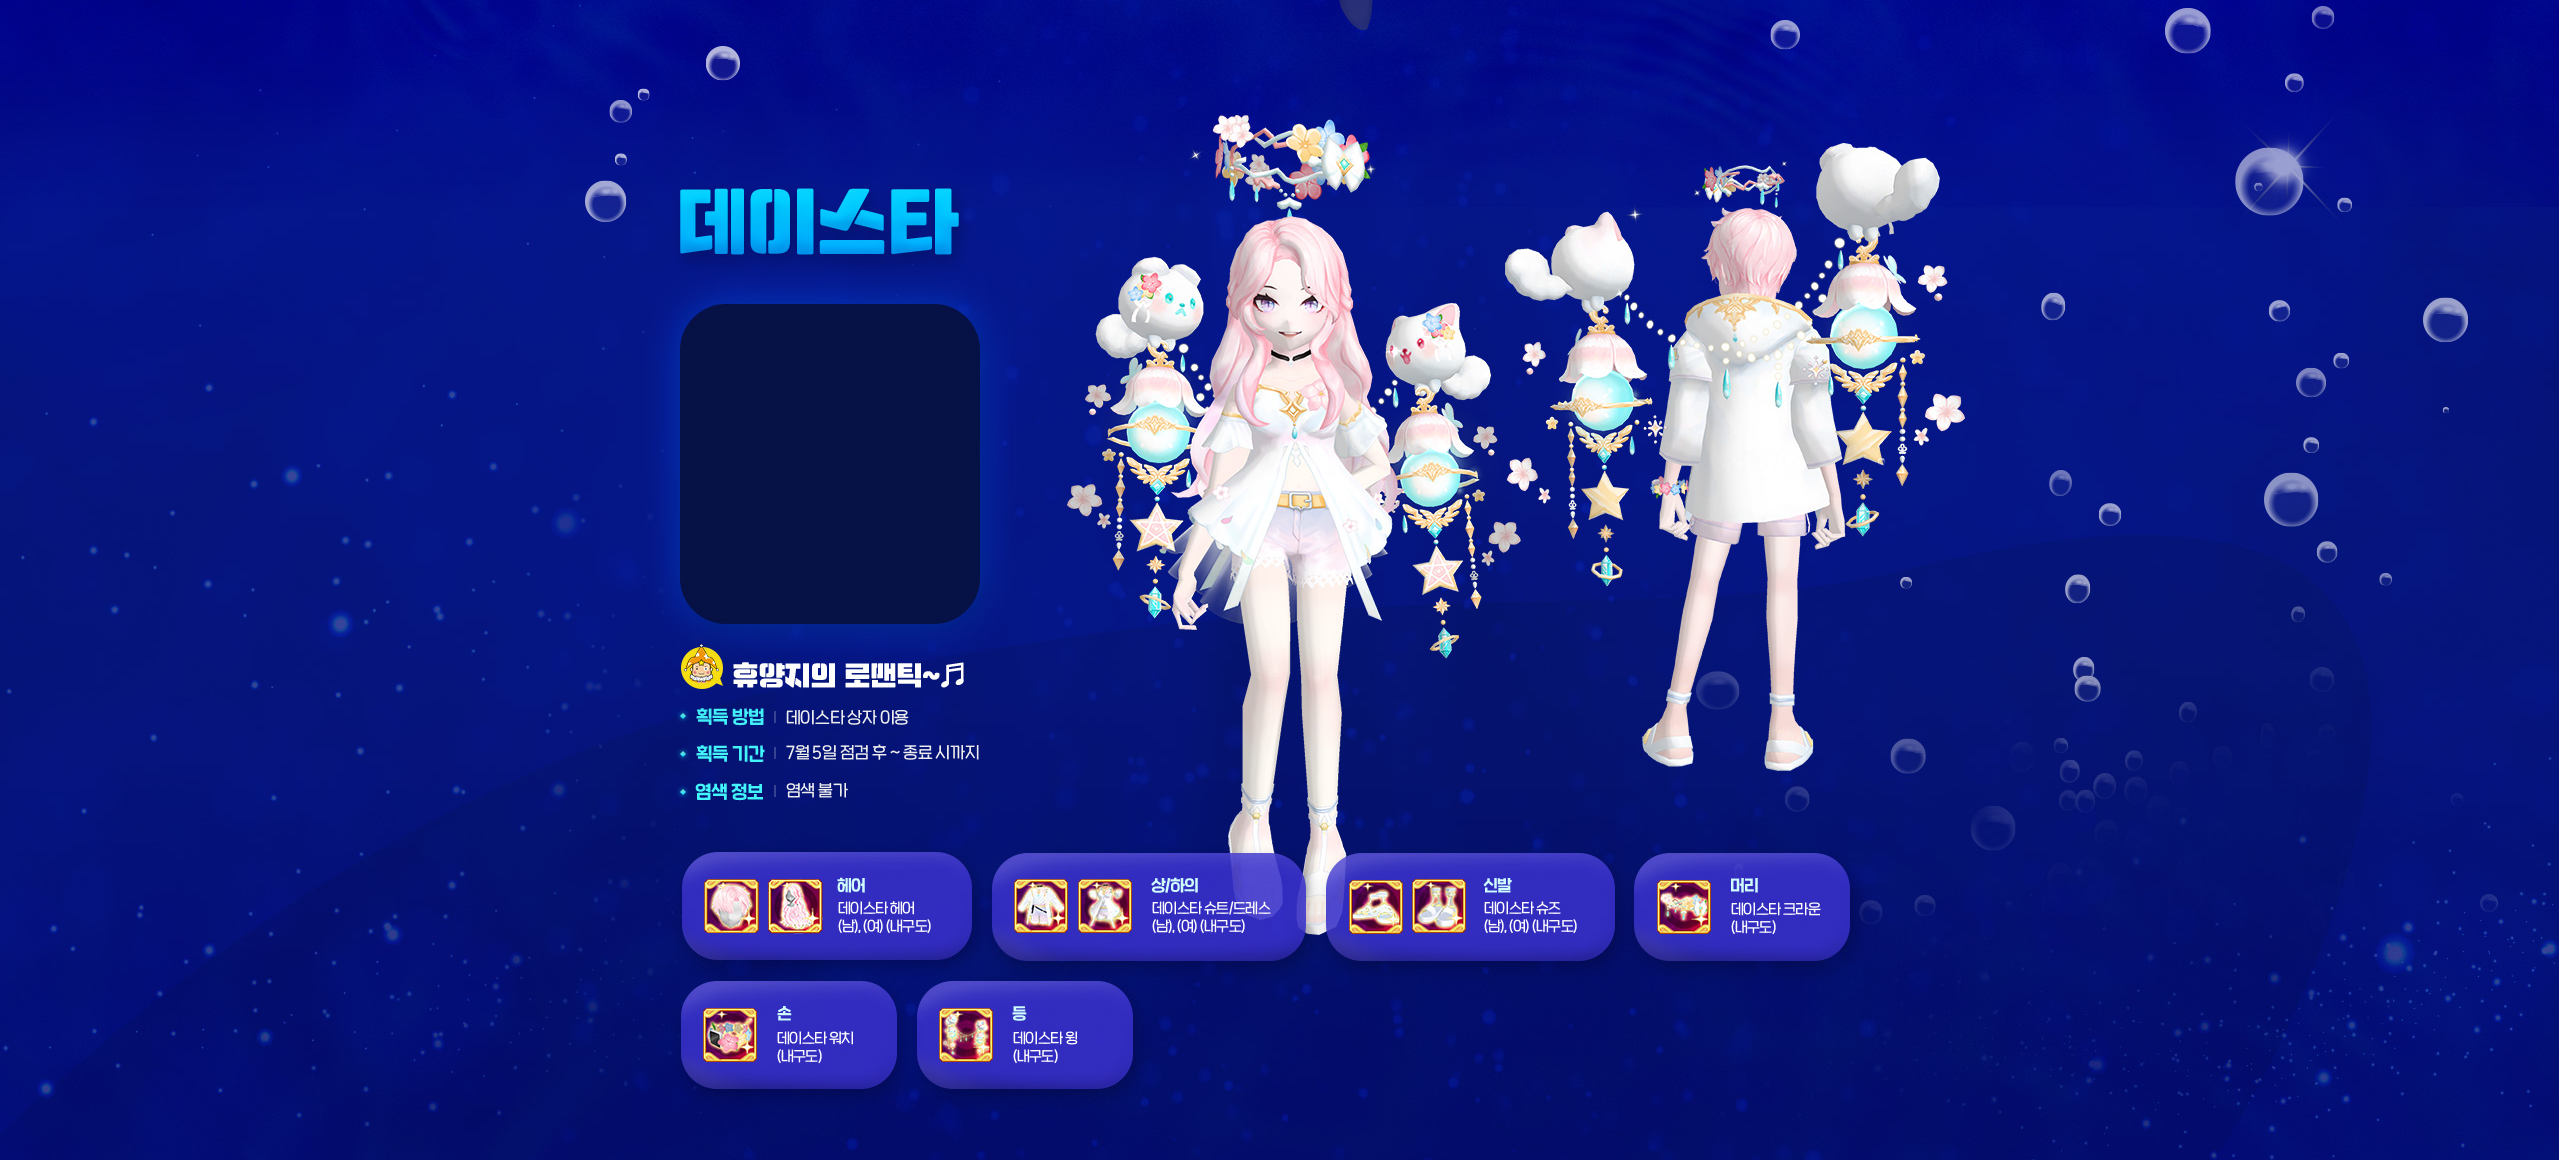 데이스타
휴양지의 로맨틱~♬
획득 방법 | 데이스타 상자 이용
획득 기간 | 7월 5일 점검 후 ~ 종료 시까지
염색 정보 | 염색 불가
헤어
데이스타 헤어
(남), (여) (내구도)
상/하의
데이스타 슈트/드레스
(남), (여) (내구도)
신발
데이스타 슈즈
(남), (여) (내구도)
머리
데이스타 크라운
(내구도)
손
데이스타 워치
(내구도)
등
데이스타 윙
(내구도)